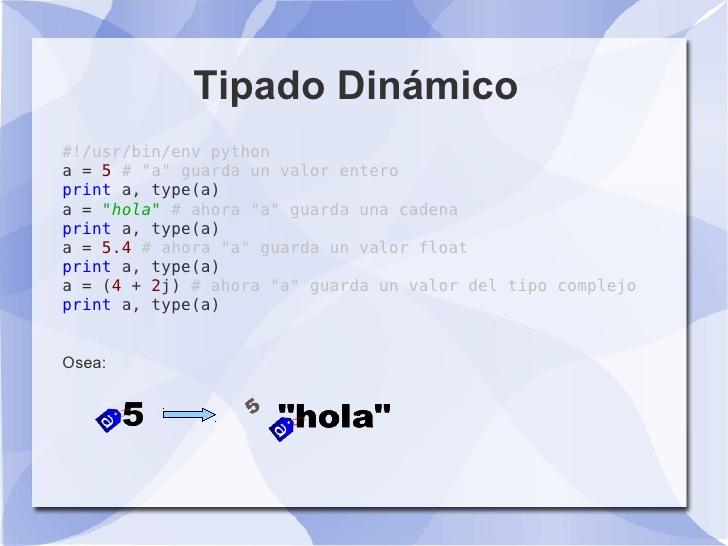 Tipado Dinámico
#!/usr/bin/env python
a = 5 # "a" guarda un valor entero
print a, type(a)
a = "hola" # ahora "a" guarda una cadena
print a, type(a)
a = 5.4 # ahora "a" guarda un valor float
print a, type(a)
a = (4 + 2j) # ahora "a" guarda un valor del tipo complejo
print a, type(a)
Osea:
a 5 5 a "hola"